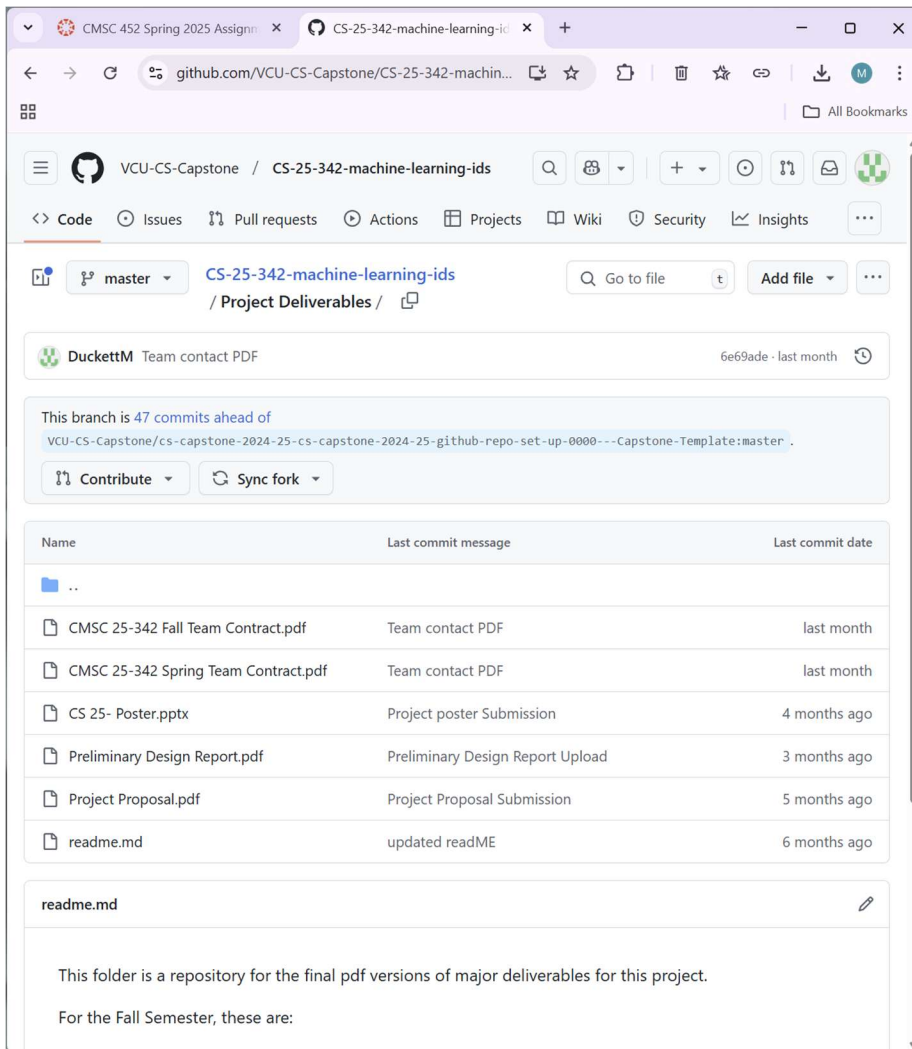 CMSC 452 Spring 2025 Assignm
CS-25-342-machine-learning-id
github.com/VCU-CS-Capstone/CS-25-342-machin...
M
All Bookmarks
VCU-CS-Capstone / CS-25-342-machine-learning-ids
Code Issues Pull requests Actions Projects Wiki Security Insights
master
CS-25-342-machine-learning-ids
/ Project Deliverables /
Go to file t
Add file
DuckettM Team contact PDF 6e69ade · last month
This branch is 47 commits ahead of
VCU-CS-Capstone/cs-capstone-2024-25-cs-capstone-2024-25-github-repo-set-up-0000---Capstone-Template:master .
Contribute Sync fork
Name Last commit message Last commit date
..
CMSC 25-342 Fall Team Contract.pdf Team contact PDF last month
CMSC 25-342 Spring Team Contract.pdf Team contact PDF last month
CS 25- Poster.pptx Project poster Submission 4 months ago
Preliminary Design Report.pdf Preliminary Design Report Upload 3 months ago
Project Proposal.pdf Project Proposal Submission 5 months ago
readme.md updated readME 6 months ago
readme.md
This folder is a repository for the final pdf versions of major deliverables for this project.
For the Fall Semester, these are: